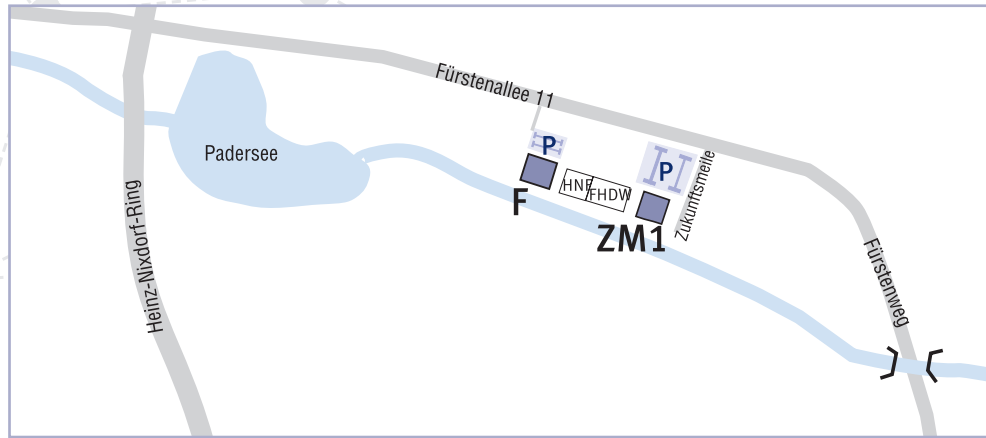 Fürstenallee 11
Padersee
P
P
HNF
FHDW
F
ZM1
Zukunftsmeile
Heinz-Nixdorf-Ring
Fürstenweg